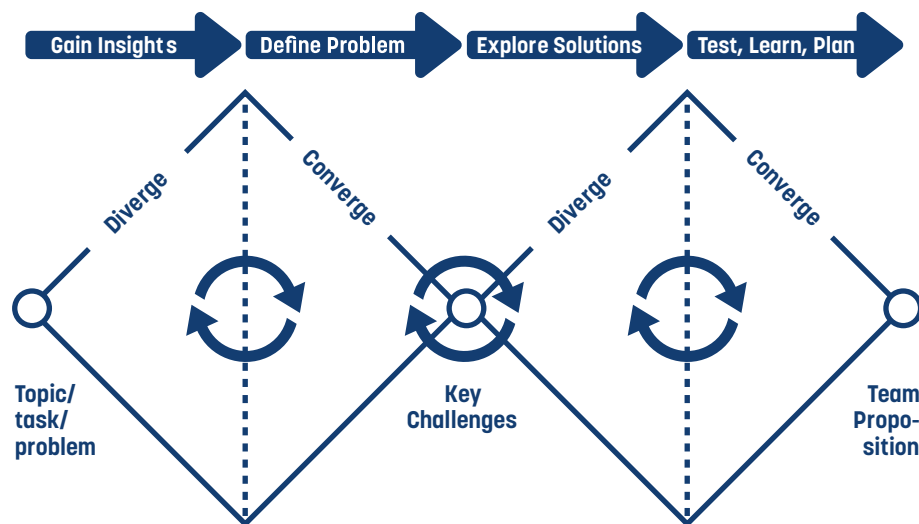 Gain Insights
Define Problem
Explore Solutions
Test, Learn, Plan
Diverge
Converge
Diverge
Converge
Topic/
task/
problem
Key
Challenges
Team
Propo-
sition